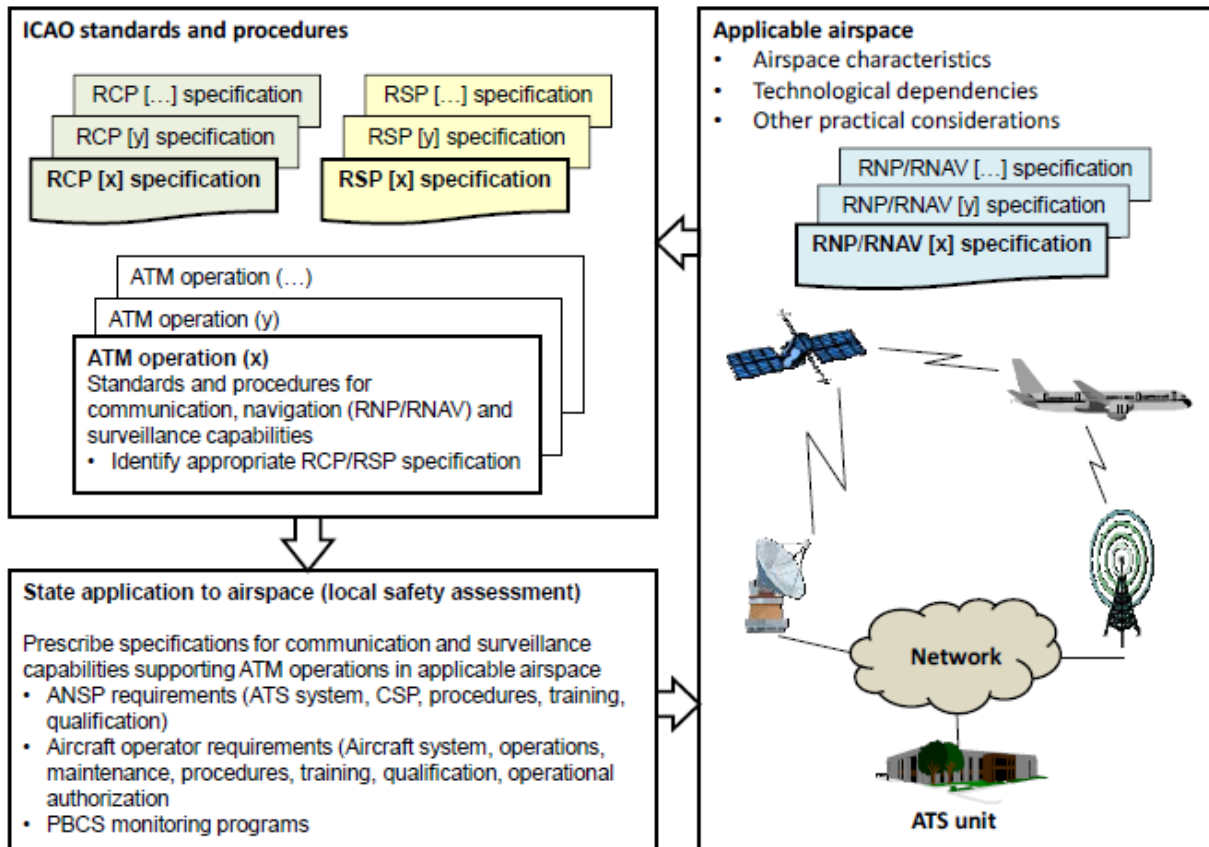 ICAO standards and procedures
RCP […] specification
RCP [y] specification
RCP [x] specification
RSP […] specification
RSP [y] specification
RSP [x] specification
ATM operation (…)
ATM operation (y)
ATM operation (x)
Standards and procedures for
communication, navigation (RNP/RNAV) and
surveillance capabilities
• Identify appropriate RCP/RSP specification
State application to airspace (local safety assessment)
Prescribe specifications for communication and surveillance
capabilities supporting ATM operations in applicable airspace
• ANSP requirements (ATS system, CSP, procedures, training,
qualification)
• Aircraft operator requirements (Aircraft system, operations,
maintenance, procedures, training, qualification, operational
authorization
• PBCS monitoring programs
Applicable airspace
• Airspace characteristics
• Technological dependencies
• Other practical considerations
RNP/RNAV […] specification
RNP/RNAV [y] specification
RNP/RNAV [x] specification
Network
ATS unit